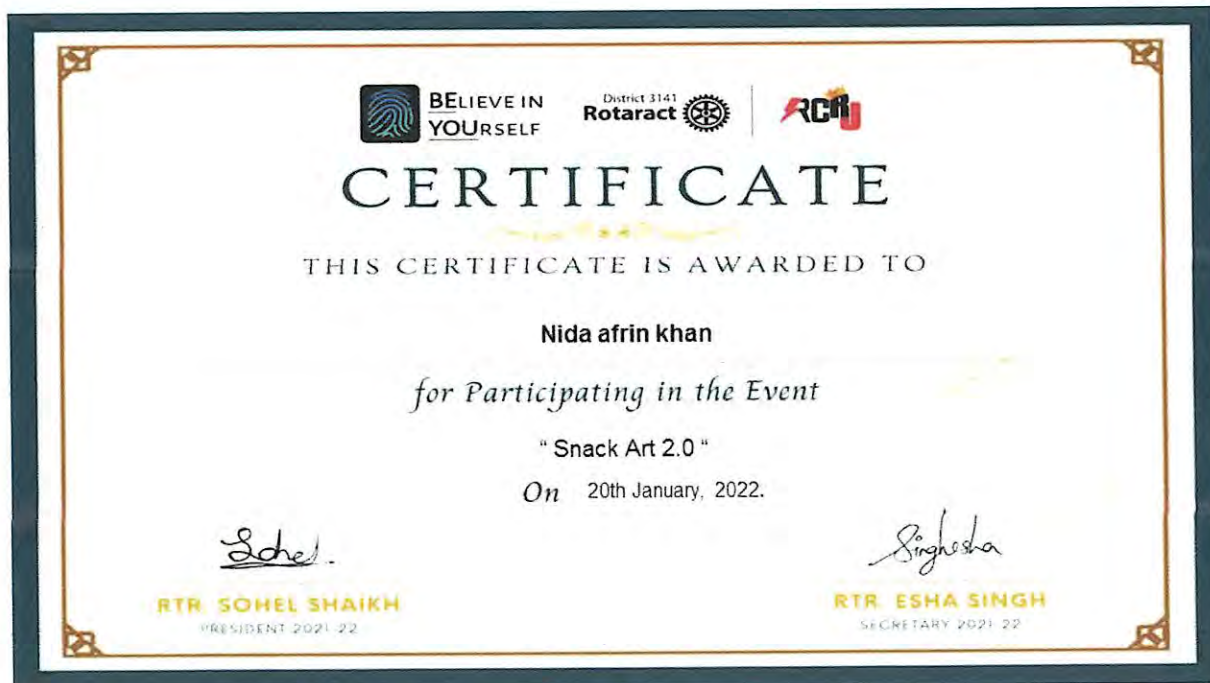 BELIEVE IN
YOURSELF
District 3141
Rotaract
RCRU
CERTIFICATE
THIS CERTIFICATE IS AWARDED TO
Nida afrin khan
for Participating in the Event
“ Snack Art 2.0 “
On 20th January, 2022.
Sohel.
Singhesha
RTR. SOHEL SHAIKH
PRESIDENT 2021-22
RTR. ESHA SINGH
SECRETARY 2021-22